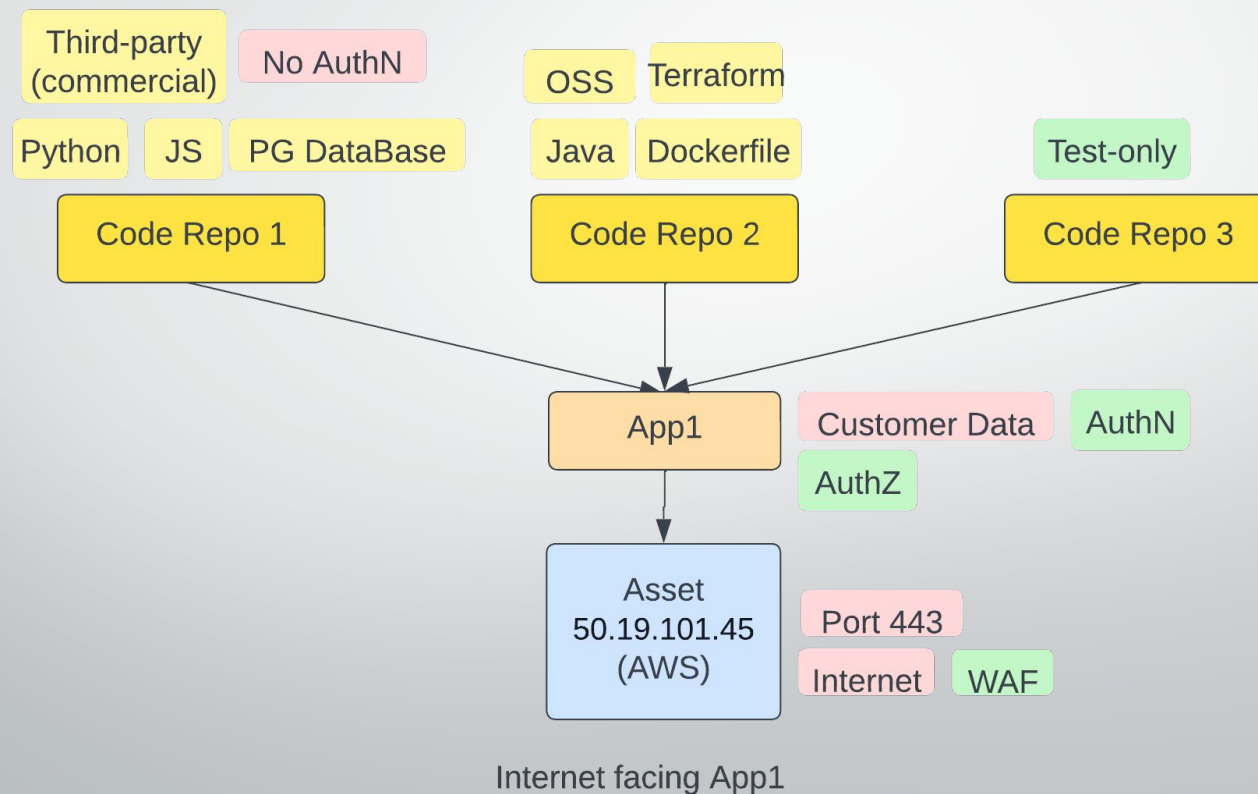 Third-party
(commercial)
No AuthN
OSS
Terraform
Python
JS
PG DataBase
Java
Dockerfile
Test-only
Code Repo 1
Code Repo 2
Code Repo 3
App1
Customer Data
AuthN
AuthZ
Asset
50.19.101.45
(AWS)
Port 443
Internet
WAF
Internet facing App1